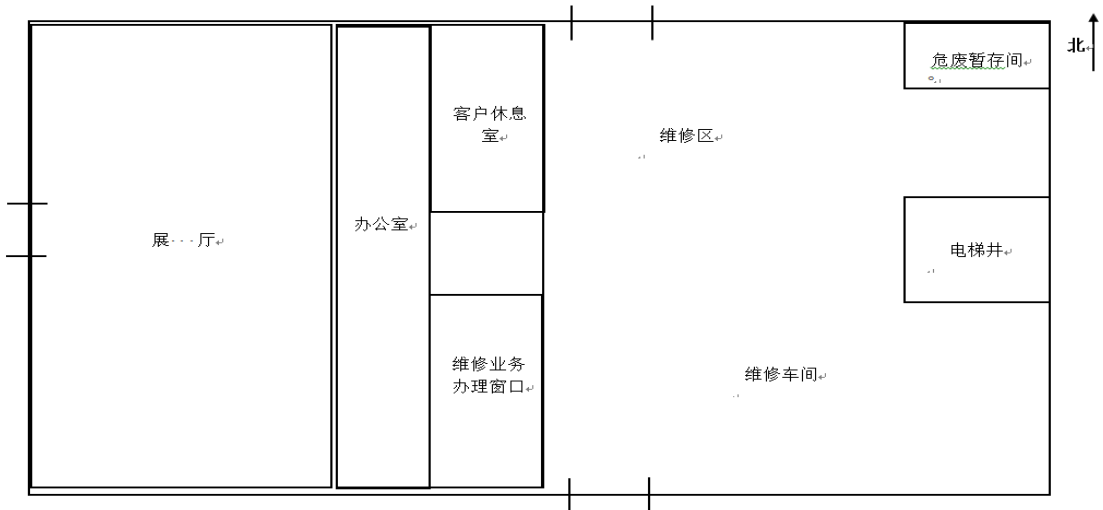 北
危废暂存间
客户休息
室
维修区
办公室
展···厅
电梯井
维修业务
办理窗口
维修车间